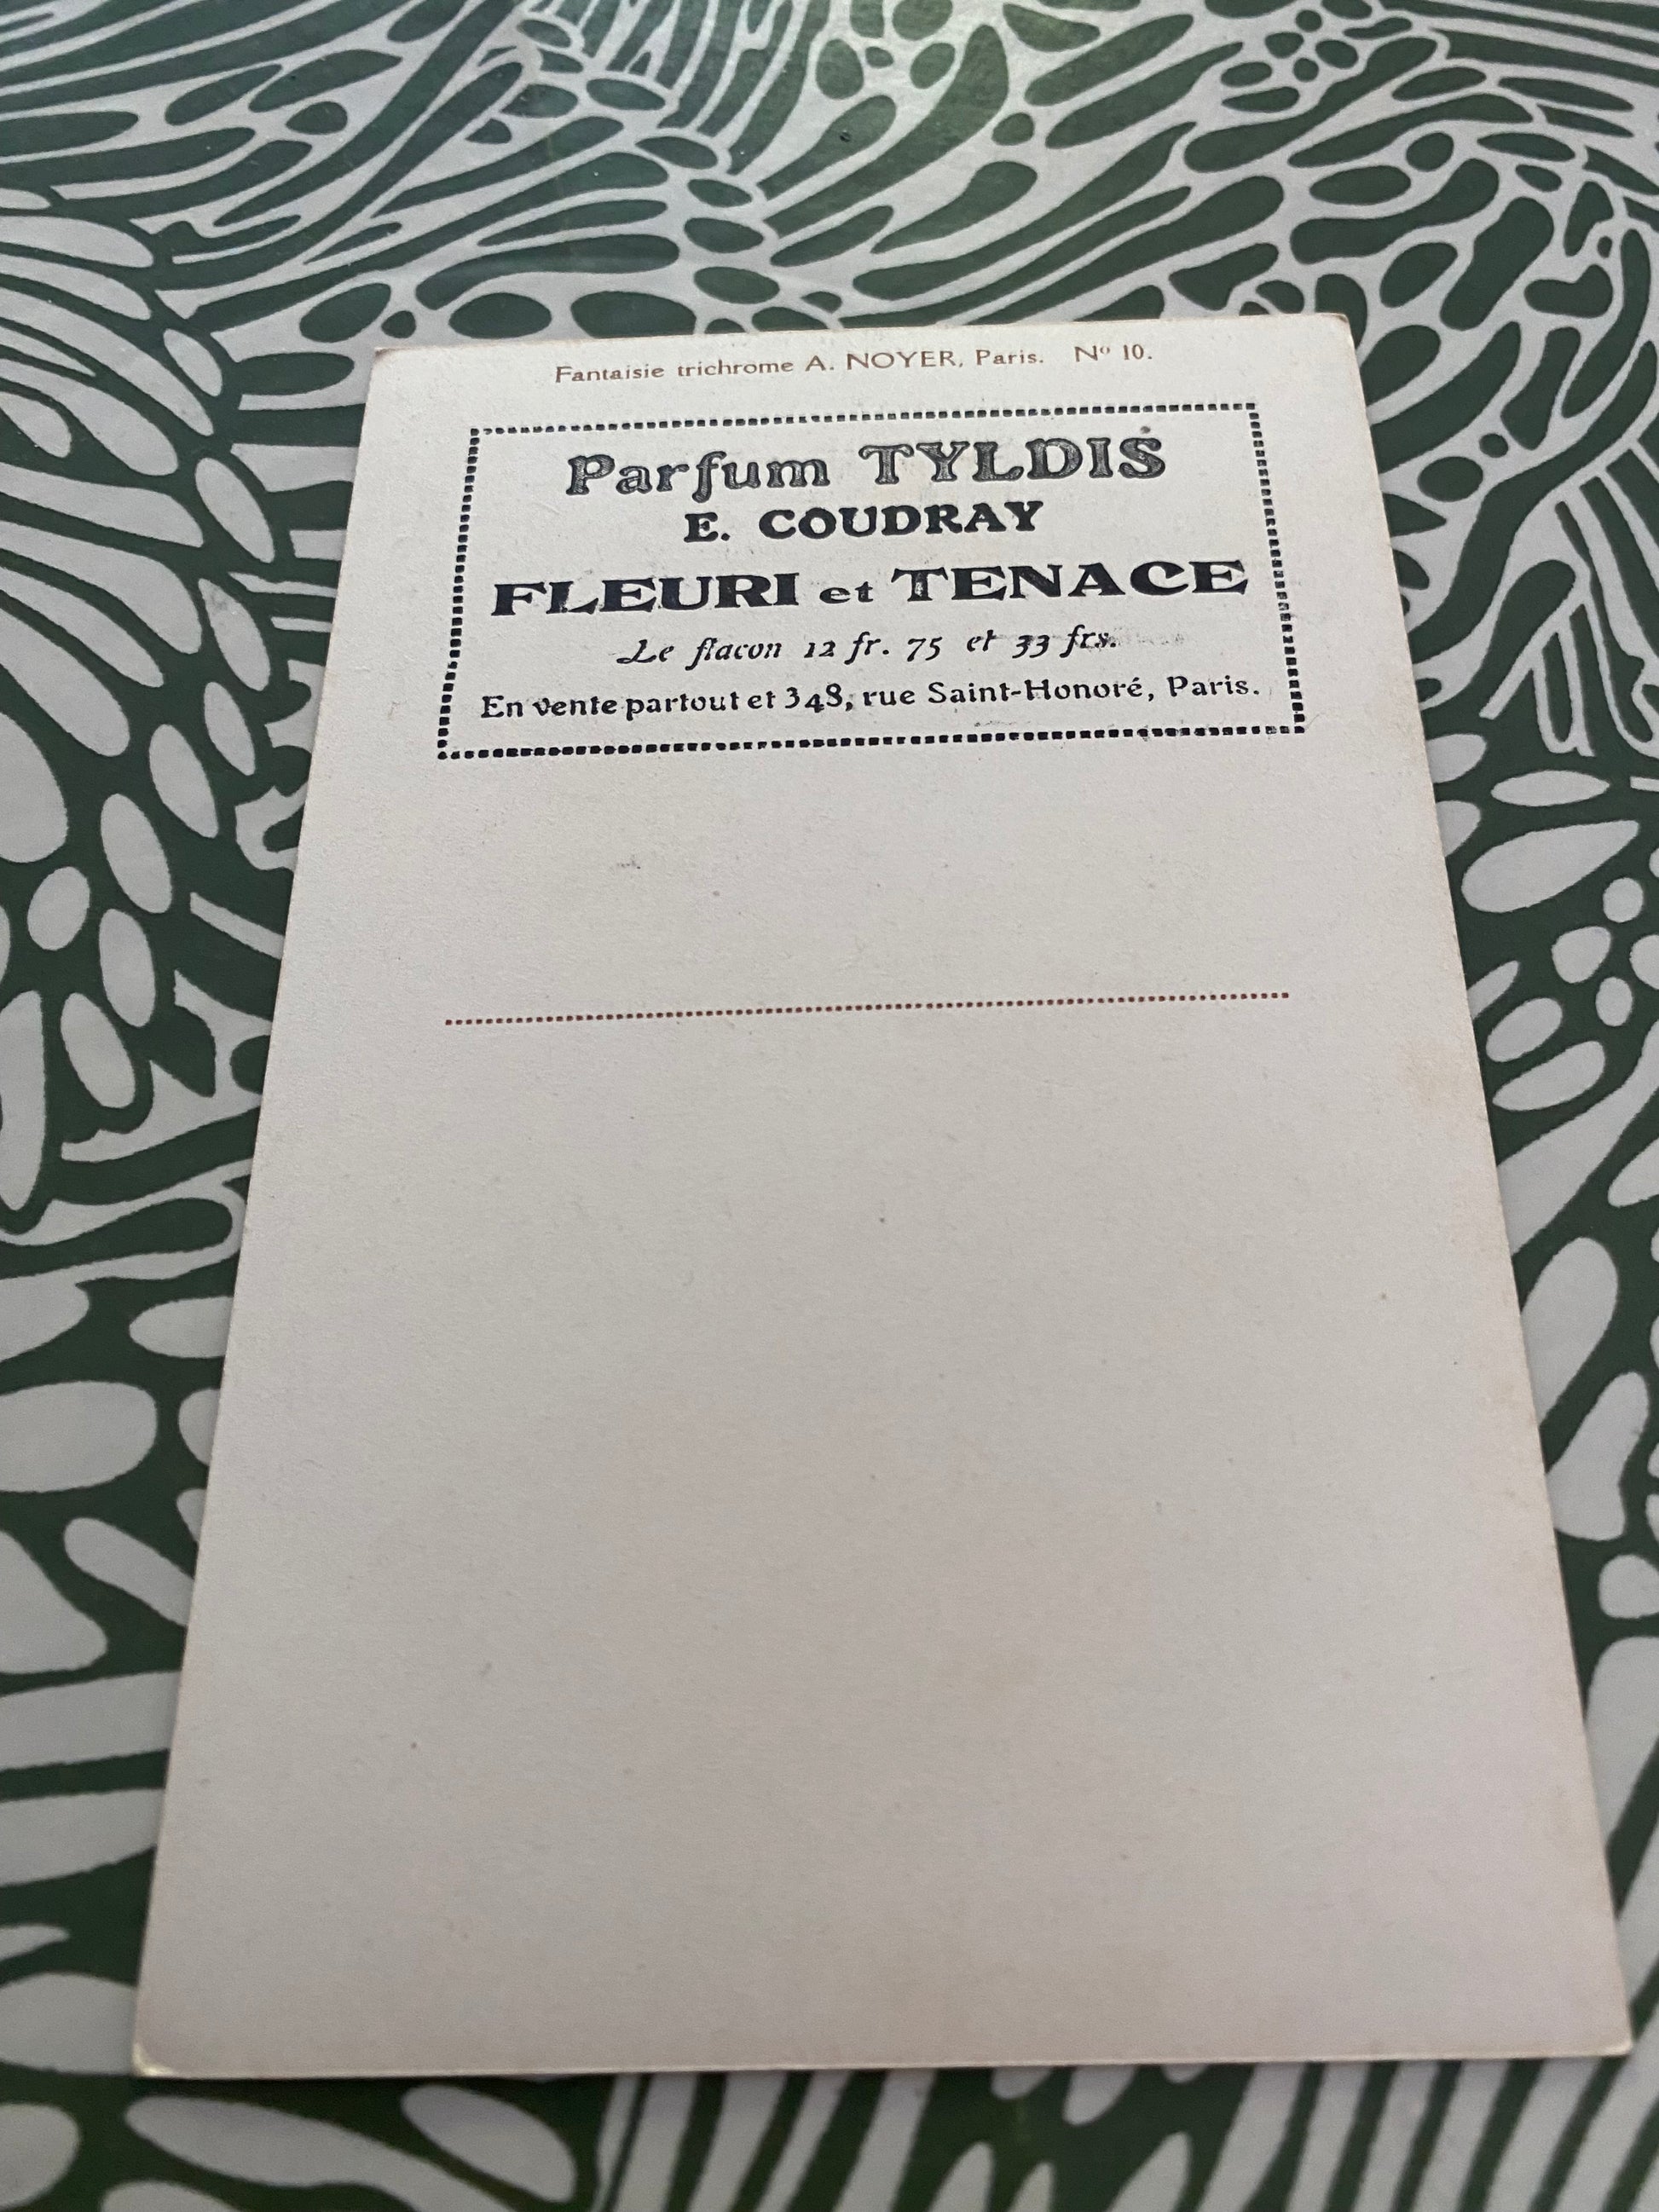 Fantaisie trichrome A. NOYER, Paris. Nº 10.
Parfum TYLDIS
E. COUDRAY
FLEURI et TENACE
Le flacon 12 fr. 75 et 33 frs.
En vente partout et 348, rue Saint-Honoré, Paris.